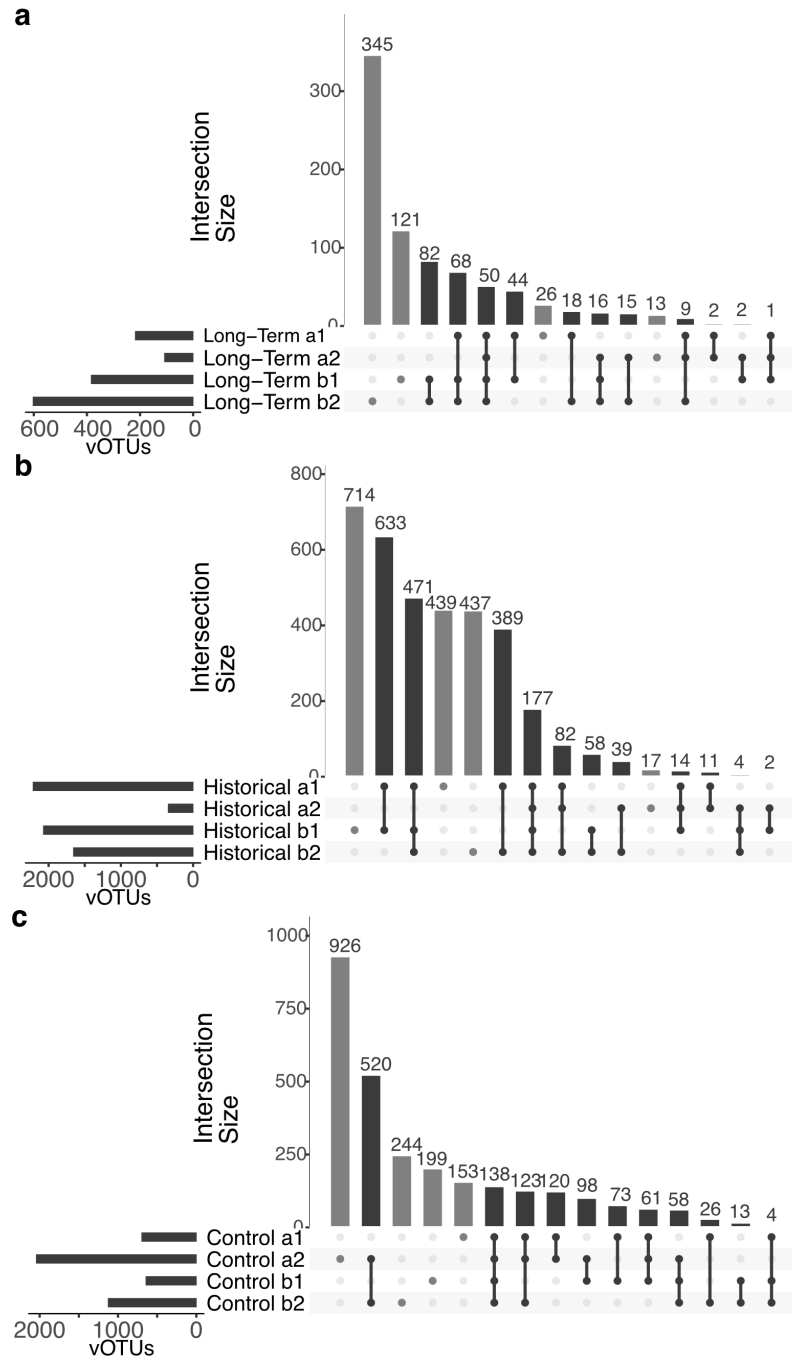 a
345
300
Intersection
Size
200
121
100
82 68 50 44 26 18 16 15 13 9 2 2 1
0
Long−Term a1
Long−Term a2
Long−Term b1
Long−Term b2
600 400 200 0
vOTUs
b
800
714
633
600
Intersection
Size
471
439 437
400
389
200
177
82 58 39 17 14 11 4 2
0
Historical a1
Historical a2
Historical b1
Historical b2
2000 1000 0
vOTUs
c
1000
926
750
Intersection
Size
520
500
250
244 199 153 138 123 120 98 73 61 58 26 13 4
0
Control a1
Control a2
Control b1
Control b2
2000 1000 0
vOTUs